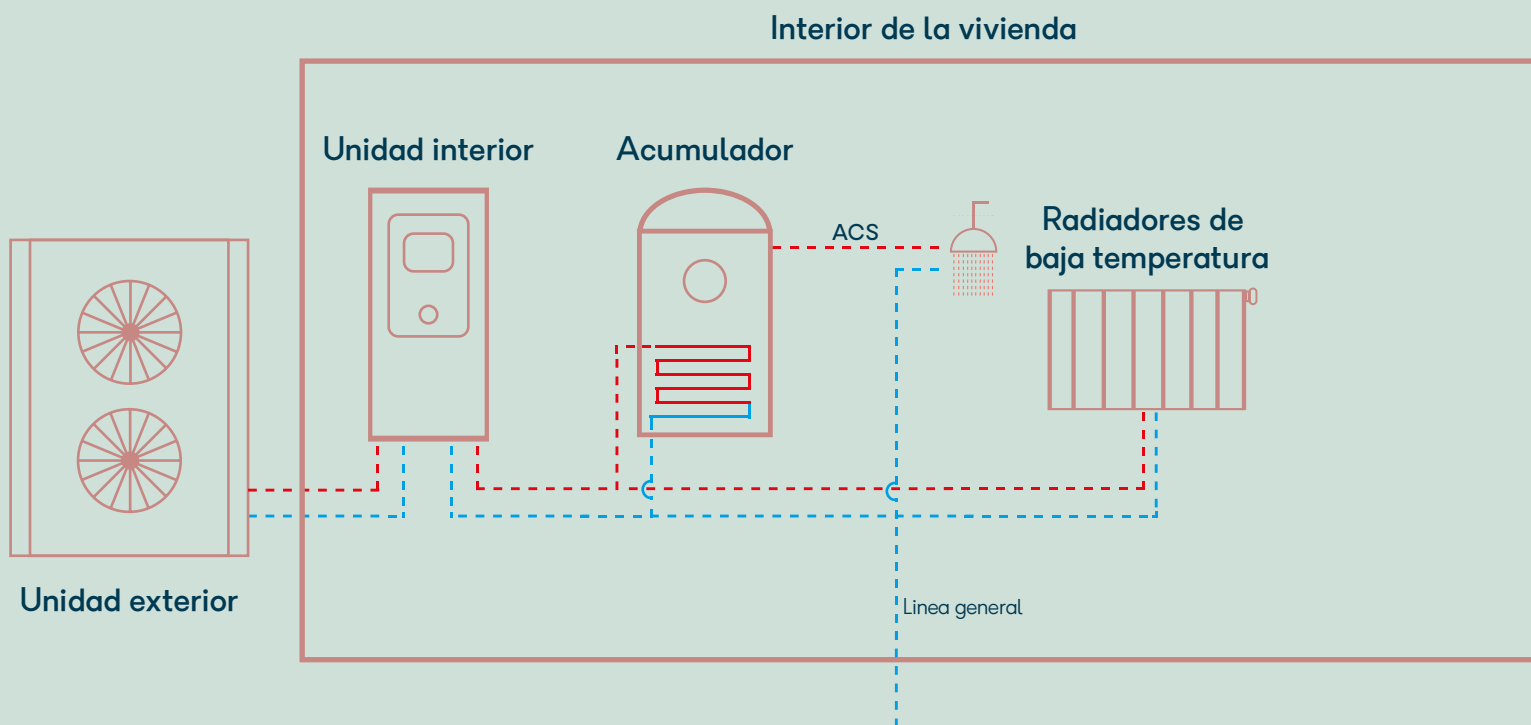 Interior de la vivienda
Unidad interior
Acumulador
ACS
Radiadores de
baja temperatura
Unidad exterior
Linea general